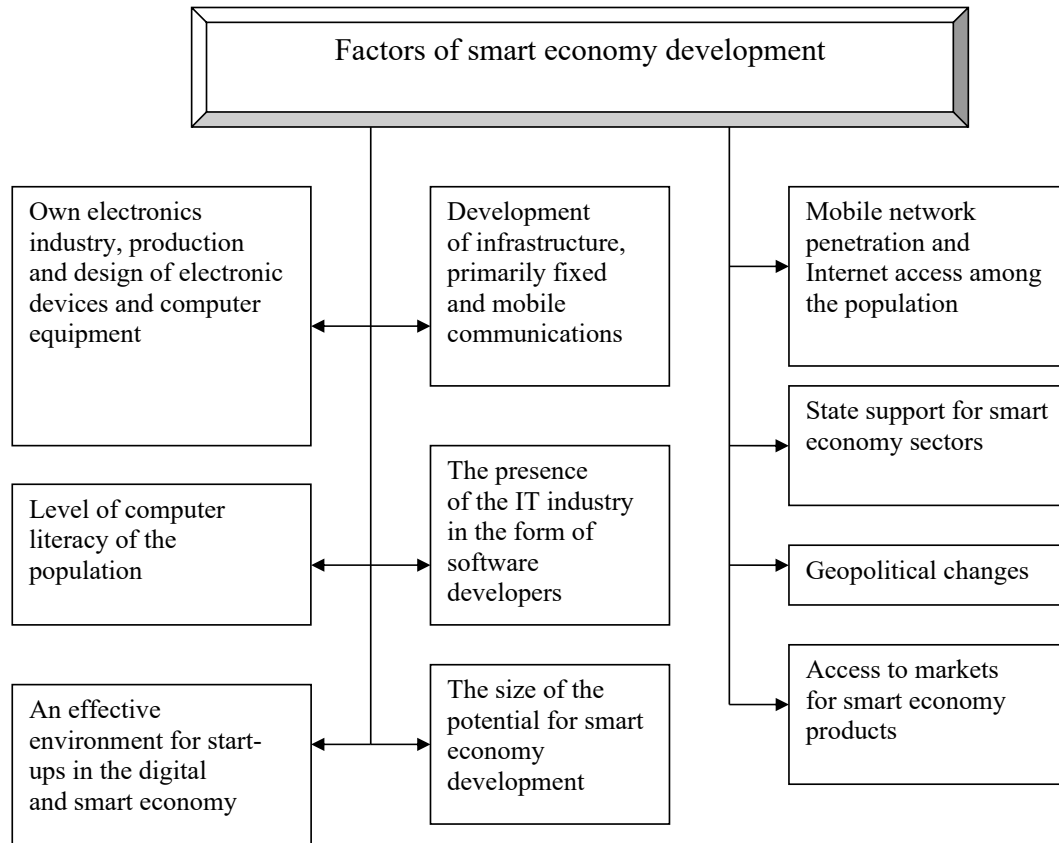 Factors of smart economy development
Own electronics
industry, production
and design of electronic
devices and computer
equipment
Development
of infrastructure,
primarily fixed
and mobile
communications
Mobile network
penetration and
Internet access among
the population
State support for smart
economy sectors
Level of computer
literacy of the
population
The presence
of the IT industry
in the form of
software
developers
Geopolitical changes
An effective
environment for start-
ups in the digital
and smart economy
The size of the
potential for smart
economy
development
Access to markets
for smart economy
products